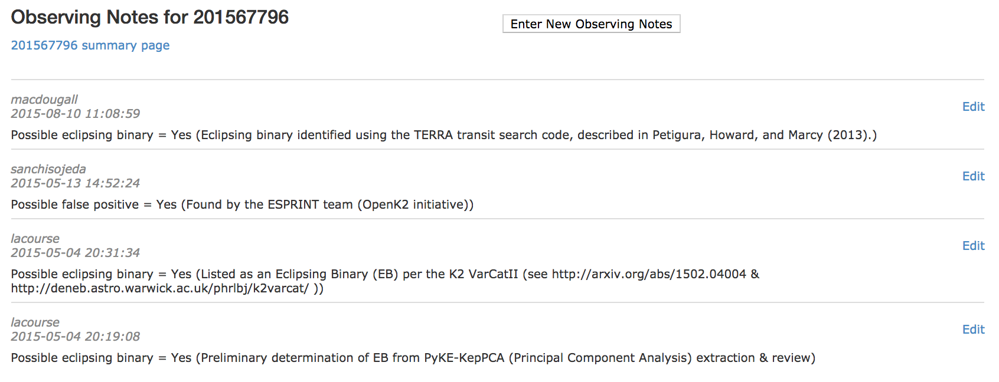 Observing Notes for 201567796
Enter New Observing Notes
201567796 summary page
macdougall
2015-08-10 11:08:59
Edit
Possible eclipsing binary = Yes (Eclipsing binary identified using the TERRA transit search code, described in Petigura, Howard, and Marcy (2013).)
sanchisojeda
2015-05-13 14:52:24
Edit
Possible false positive = Yes (Found by the ESPRINT team (OpenK2 initiative))
lacourse
2015-05-04 20:31:34
Edit
Possible eclipsing binary = Yes (Listed as an Eclipsing Binary (EB) per the K2 VarCatII (see http://arxiv.org/abs/1502.04004 &
http://deneb.astro.warwick.ac.uk/phrlbj/k2varcat/ ))
lacourse
2015-05-04 20:19:08
Edit
Possible eclipsing binary = Yes (Preliminary determination of EB from PyKE-KepPCA (Principal Component Analysis) extraction & review)